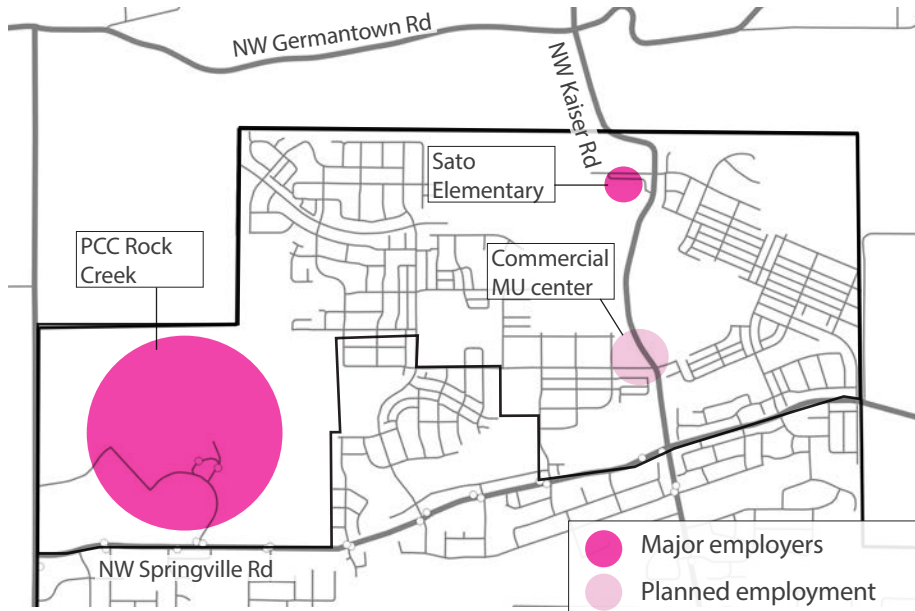 NW Germantown Rd
NW Kaiser Rd
Sato
Elementary
PCC Rock
Creek
Commercial
MU center
NW Springville Rd
Major employers
Planned employment